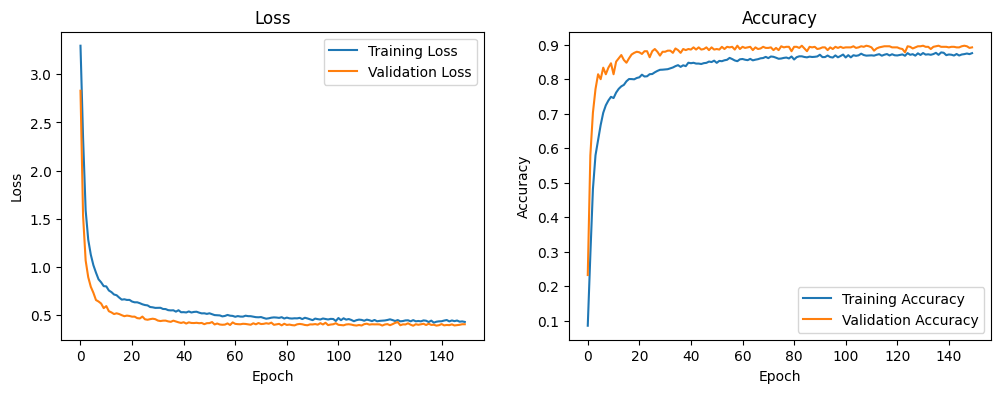 Loss
Training Loss
Validation Loss
3.0
2.5
2.0
1.5
1.0
0.5
Loss
0 20 40 60 80 100 120 140
Epoch
Accuracy
0.9
0.8
0.7
0.6
0.5
0.4
0.3
0.2
0.1
Accuracy
Training Accuracy
Validation Accuracy
0 20 40 60 80 100 120 140
Epoch